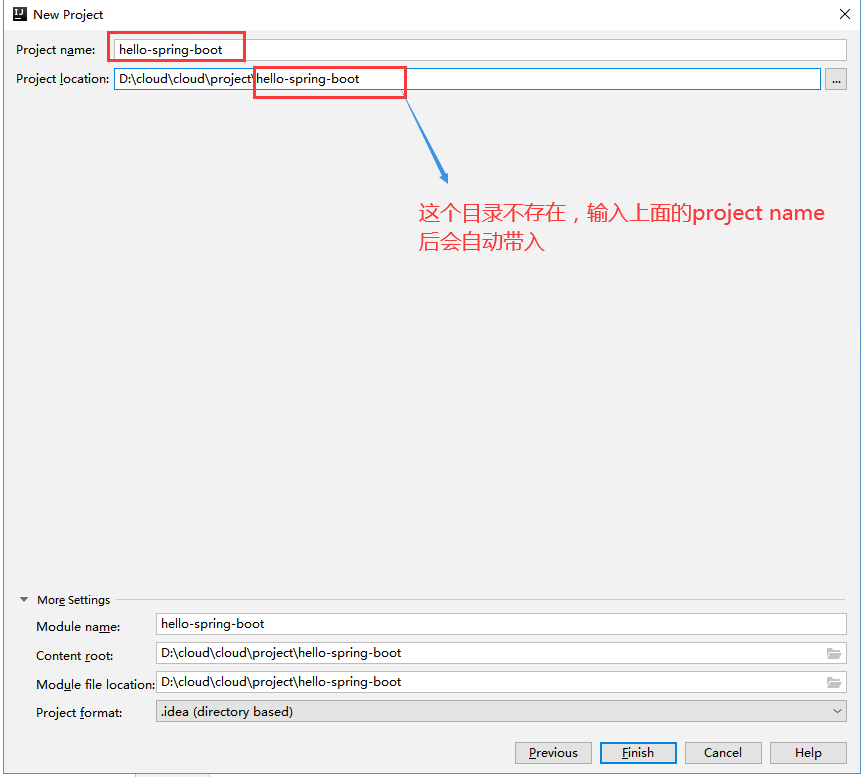 New Project
Project name: hello-spring-boot
Project location: D:\cloud\cloud\project\hello-spring-boot ...
这个目录不存在，输入上面的project name
后会自动带入
More Settings
Module name: hello-spring-boot
Content root: D:\cloud\cloud\project\hello-spring-boot
Module file location: D:\cloud\cloud\project\hello-spring-boot
Project format: .idea (directory based)
Previous Finish Cancel Help